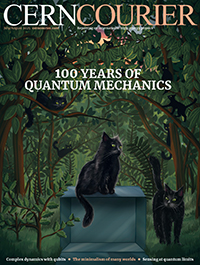 CERNCOURIER
100 YEARS OF
QUANTUM MECHANICS
Complex dynamics with qubits • The minimalism of many worlds • Sensing at quantum limits